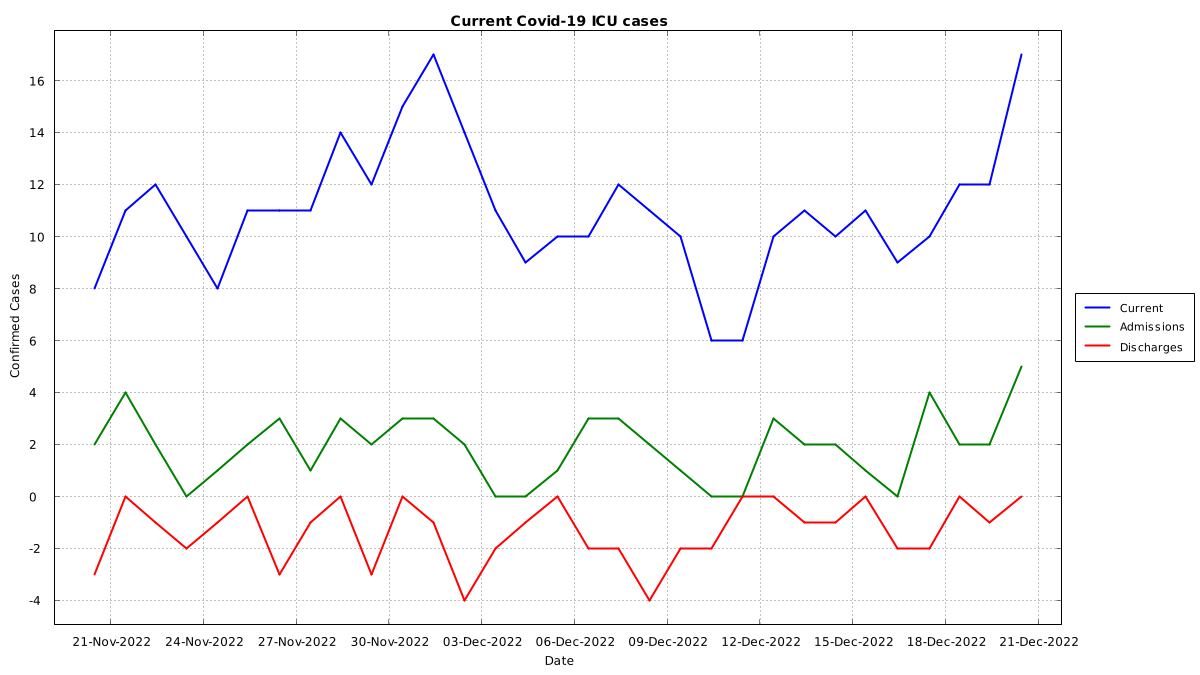 Current Covid-19 ICU cases
Confirmed Cases
16
14
12
10
8
6
4
2
0
-2
-4
21-Nov-2022 24-Nov-2022 27-Nov-2022 30-Nov-2022 03-Dec-2022 06-Dec-2022 09-Dec-2022 12-Dec-2022 15-Dec-2022 18-Dec-2022 21-Dec-2022
Date
Current
Admissions
Discharges